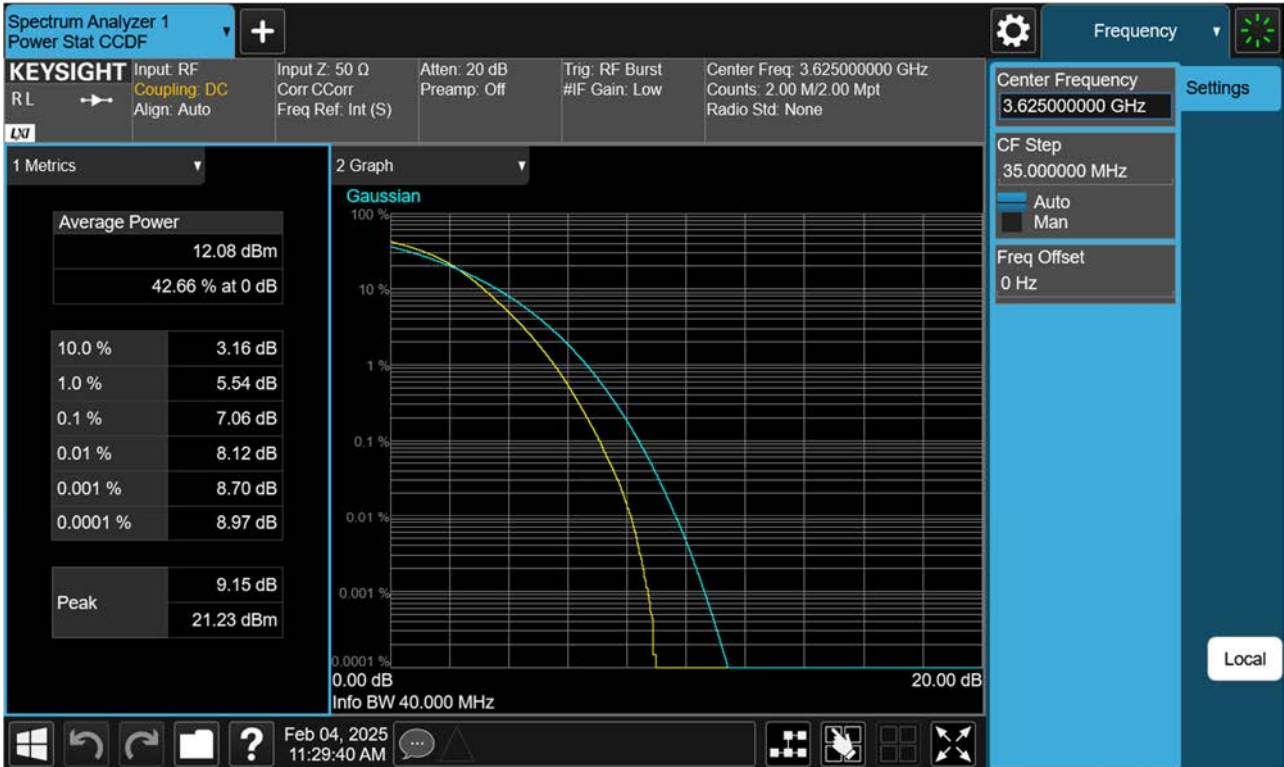 Spectrum Analyzer 1
Power Stat CCDF
+
Frequency
KEYSIGHT
RL
LXI
Input: RF
Coupling: DC
Align: Auto
Input Z: 50 Ω
Corr CCorr
Freq Ref: Int (S)
Atten: 20 dB
Preamp: Off
Trig: RF Burst
#IF Gain: Low
Center Freq: 3.625000000 GHz
Counts: 2.00 M/2.00 Mpt
Radio Std: None
Center Frequency
3.625000000 GHz
Settings
CF Step
35.000000 MHz
Auto
Man
Freq Offset
0 Hz
Local
1 Metrics
Average Power
12.08 dBm
42.66 % at 0 dB
10.0 % 3.16 dB
1.0 % 5.54 dB
0.1 % 7.06 dB
0.01 % 8.12 dB
0.001 % 8.70 dB
0.0001 % 8.97 dB
Peak
9.15 dB
21.23 dBm
2 Graph
Gaussian
100 %
10 %
1 %
0.1 %
0.01 %
0.001 %
0.0001 %
0.00 dB 20.00 dB
Info BW 40.000 MHz
?
Feb 04, 2025
11:29:40 AM